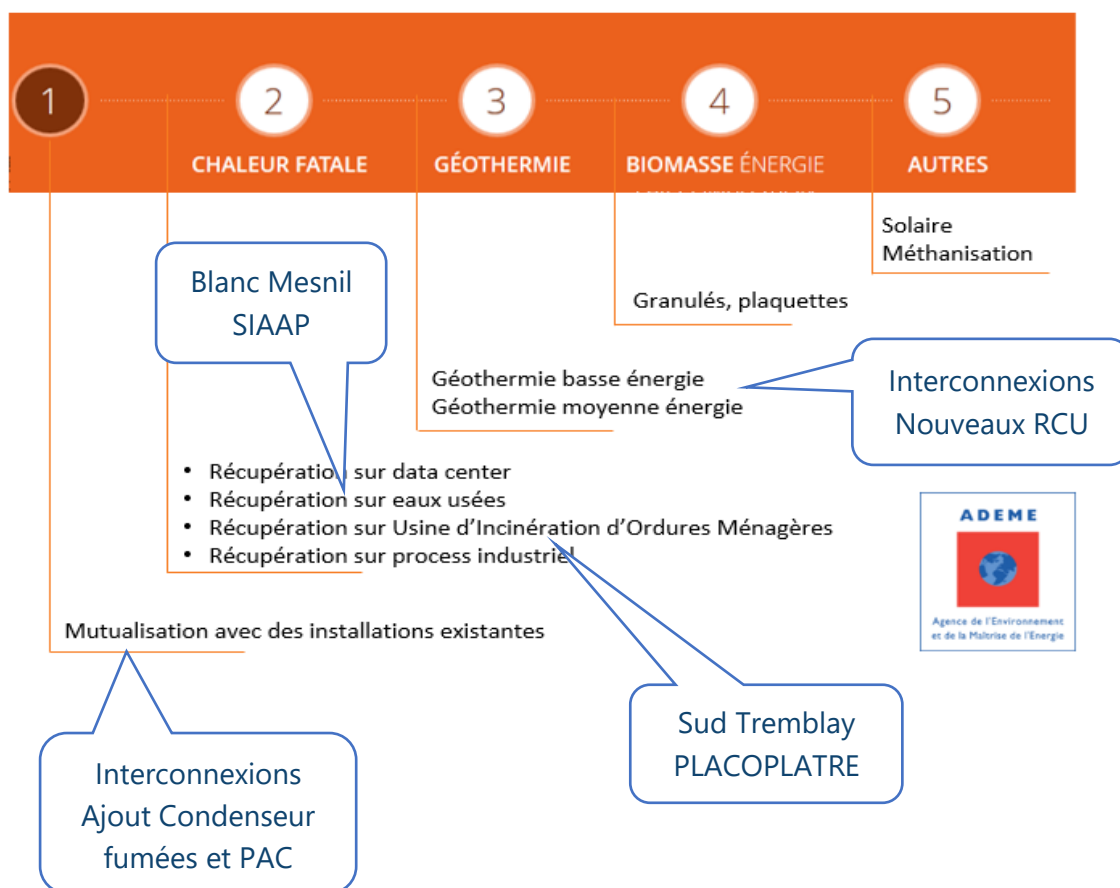 1
2
3
4
5
CHALEUR FATALE
GÉOTHERMIE
BIOMASSE ÉNERGIE
AUTRES
Solaire
Méthanisation
Blanc Mesnil
SIAAP
Granulés, plaquettes
Géothermie basse énergie
Géothermie moyenne énergie
Interconnexions
Nouveaux RCU
• Récupération sur data center
• Récupération sur eaux usées
• Récupération sur Usine d'Incinération d'Ordures Ménagères
• Récupération sur process industriel
ADEME
Agence de l'Environnement
et de la Maîtrise de l'Energie
Mutualisation avec des installations existantes
Sud Tremblay
PLACOPLATRE
Interconnexions
Ajout Condenseur
fumées et PAC